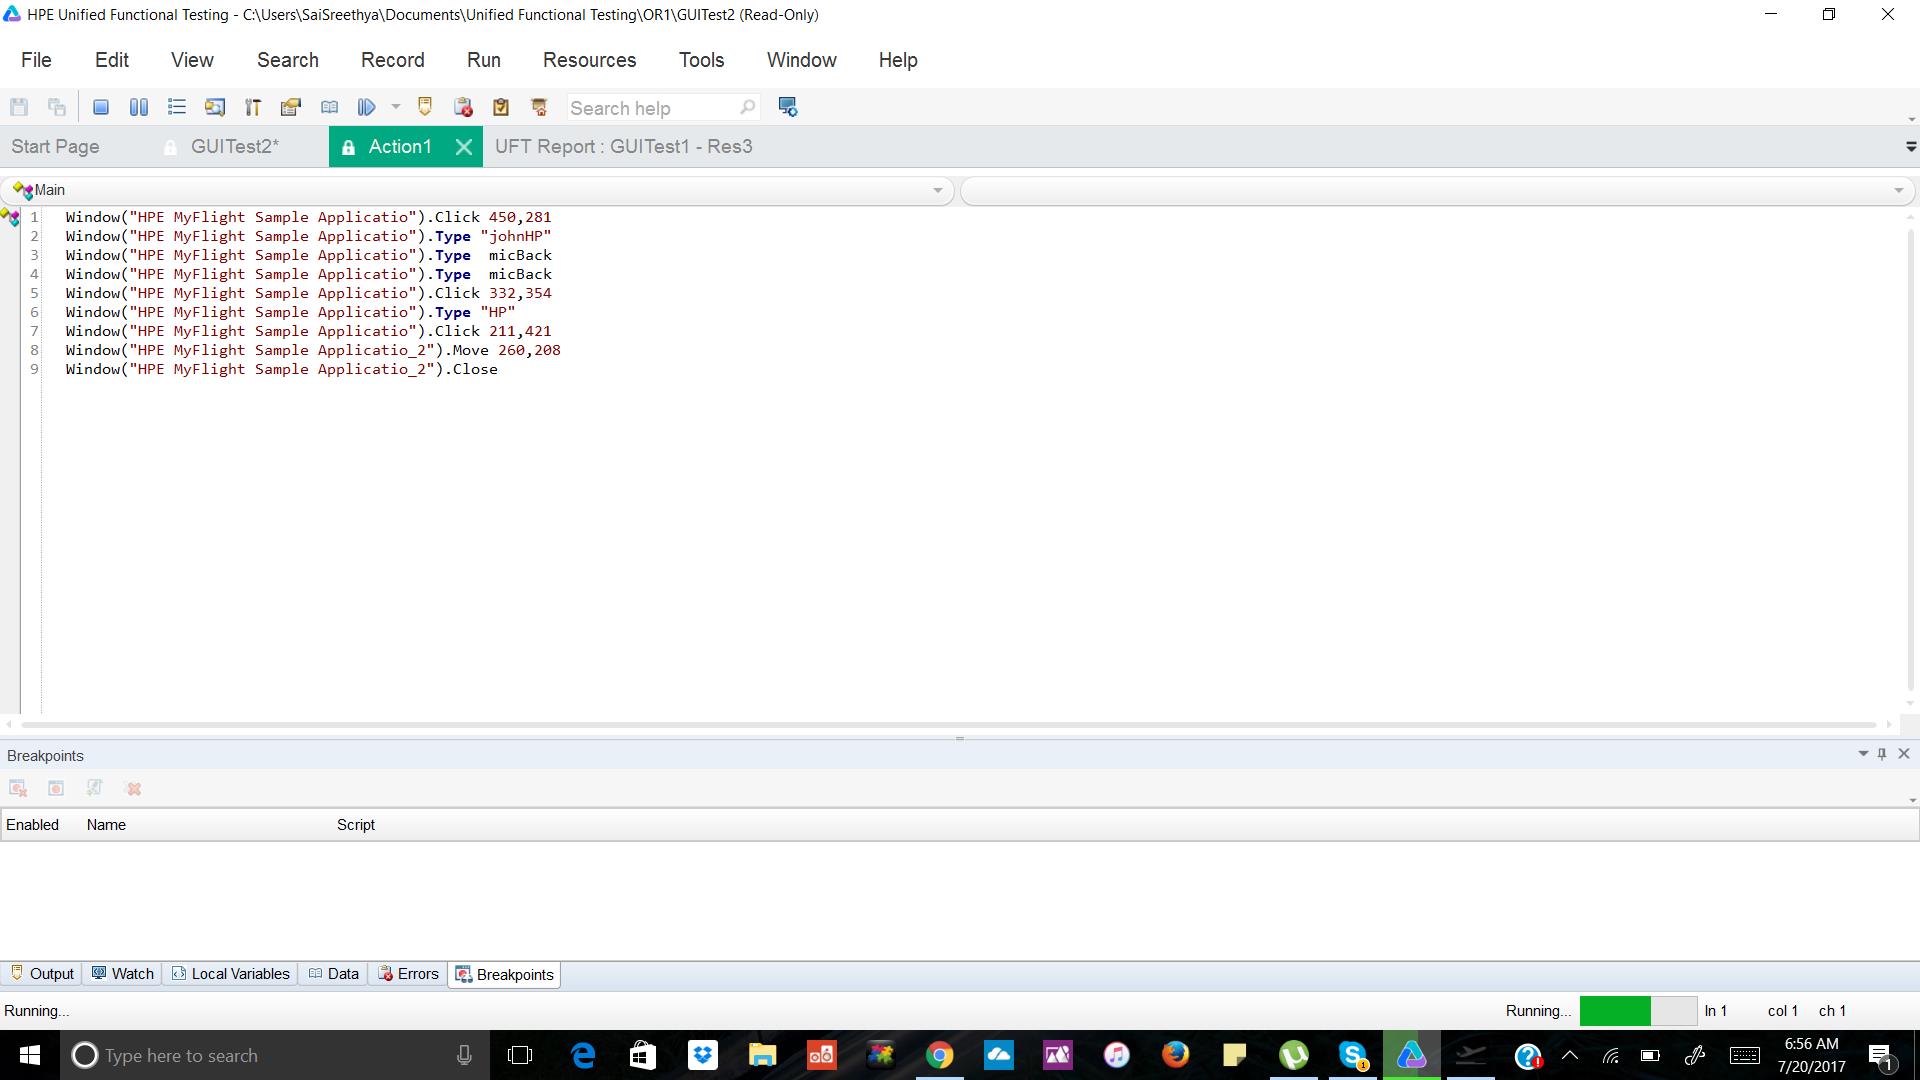 HPE Unified Functional Testing - C:\Users\SaiSreethya\Documents\Unified Functional Testing\OR1\GUITest2 (Read-Only)
File Edit View Search Record Run Resources Tools Window Help
Search help
Start Page GUITest2* Action1 UFT Report : GUITest1 - Res3
Main
1 Window("HPE MyFlight Sample Applicatio").Click 450,281
2 Window("HPE MyFlight Sample Applicatio").Type "johnHP"
3 Window("HPE MyFlight Sample Applicatio").Type  micBack
4 Window("HPE MyFlight Sample Applicatio").Type  micBack
5 Window("HPE MyFlight Sample Applicatio").Click 332,354
6 Window("HPE MyFlight Sample Applicatio").Type "HP"
7 Window("HPE MyFlight Sample Applicatio").Click 211,421
8 Window("HPE MyFlight Sample Applicatio_2").Move 260,208
9 Window("HPE MyFlight Sample Applicatio_2").Close
Breakpoints
Enabled Name Script
Output Watch Local Variables Data Errors Breakpoints
Running... Running... ln 1 col 1 ch 1
Type here to search
6:56 AM
7/20/2017
1
1